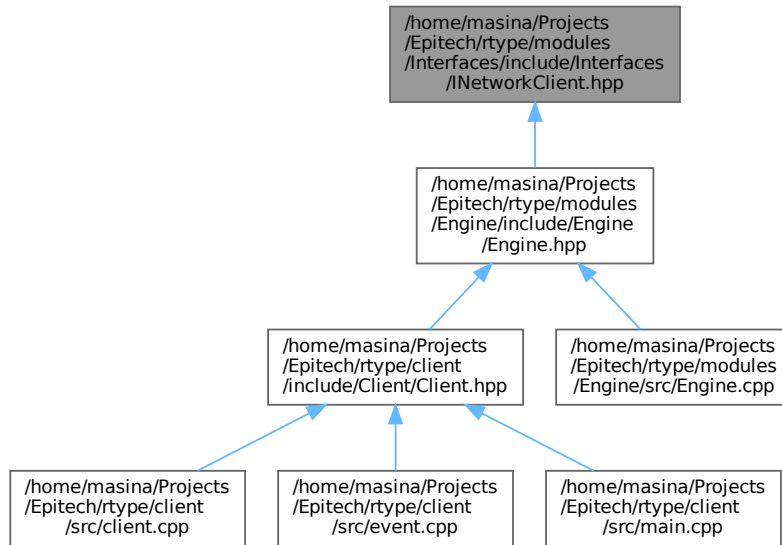 /home/masina/Projects
/Epitech/rtype/modules
/Interfaces/include/Interfaces
/INetworkClient.hpp
/home/masina/Projects
/Epitech/rtype/modules
/Engine/include/Engine
/Engine.hpp
/home/masina/Projects
/Epitech/rtype/client
/include/Client/Client.hpp
/home/masina/Projects
/Epitech/rtype/modules
/Engine/src/Engine.cpp
/home/masina/Projects
/Epitech/rtype/client
/src/client.cpp
/home/masina/Projects
/Epitech/rtype/client
/src/event.cpp
/home/masina/Projects
/Epitech/rtype/client
/src/main.cpp